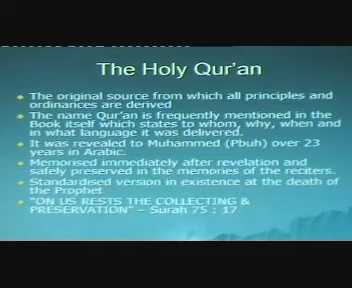 The Holy Qur'an
The original source from which all principles and
ordinances are derived
The name Qur'an is frequently mentioned in the
Book itself which states to whom, why, when and
in what language it was delivered.
It was revealed to Muhammed (Pbuh) over 23
years in Arabic.
Memorised immediately after revelation and
safely preserved in the memories of the reciters.
Standardised version in existence at the death of
the Prophet
"ON US RESTS THE COLLECTING &
PRESERVATION" – Surah 75 : 17